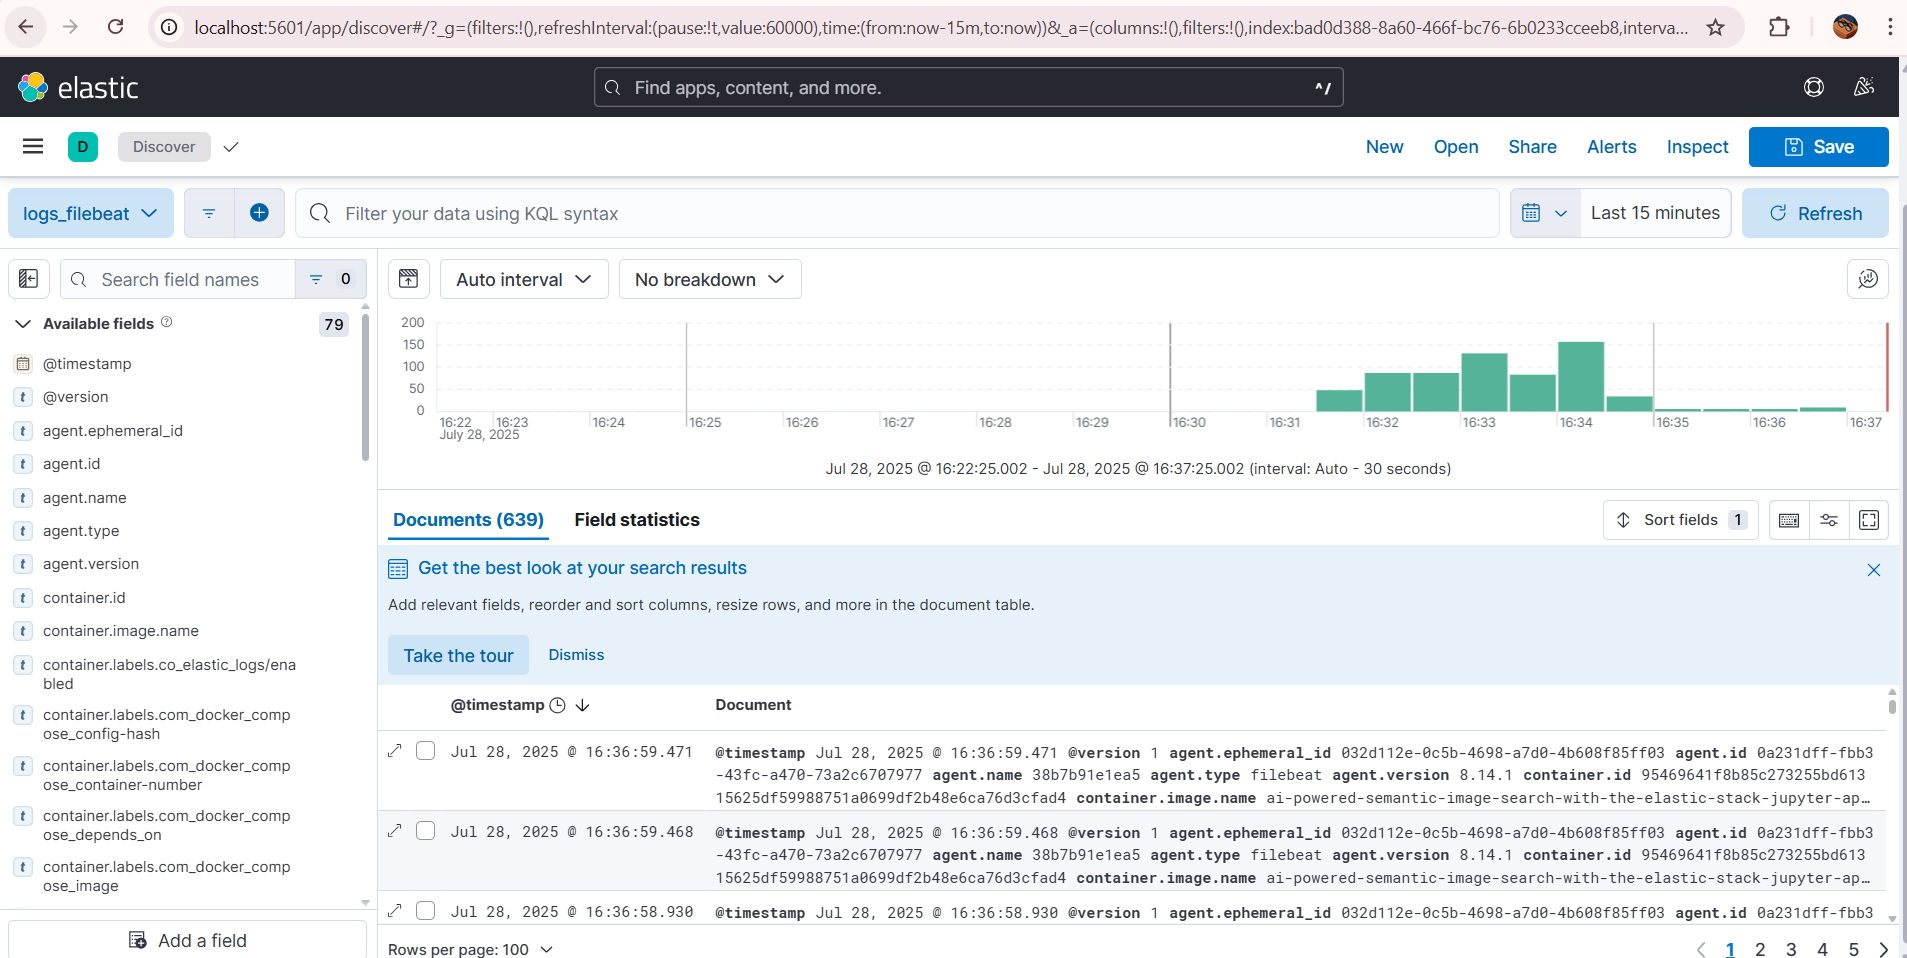 localhost:5601/app/discover#/?_g=(filters:!(),refreshInterval:(pause:!t,value:60000),time:(from:now-15m,to:now))&_a=(columns:!(),filters:!(),index:bad0d388-8a60-466f-bc76-6b0233cceeb8,interva...
elastic
Find apps, content, and more.
^/
D
Discover
New
Open
Share
Alerts
Inspect
Save
logs_filebeat
Filter your data using KQL syntax
Last 15 minutes
Refresh
Search field names
0
Auto interval
No breakdown
Available fields
79
@timestamp
t @version
t agent.ephemeral_id
t agent.id
t agent.name
t agent.type
t agent.version
t container.id
t container.image.name
t container.labels.co_elastic_logs/ena
bled
t container.labels.com_docker_comp
ose_config-hash
t container.labels.com_docker_comp
ose_container-number
t container.labels.com_docker_comp
ose_depends_on
t container.labels.com_docker_comp
ose_image
Add a field
200
150
100
50
0
16:22 16:23 16:24 16:25 16:26 16:27 16:28 16:29 16:30 16:31 16:32 16:33 16:34 16:35 16:36 16:37
July 28, 2025
Jul 28, 2025 @ 16:22:25.002 - Jul 28, 2025 @ 16:37:25.002 (interval: Auto - 30 seconds)
Documents (639)
Field statistics
Sort fields 1
Get the best look at your search results
Add relevant fields, reorder and sort columns, resize rows, and more in the document table.
Take the tour
Dismiss
@timestamp
Document
Jul 28, 2025 @ 16:36:59.471
@timestamp Jul 28, 2025 @ 16:36:59.471 @version 1 agent.ephemeral_id 032d112e-0c5b-4698-a7d0-4b608f85ff03 agent.id 0a231dff-fbb3
-43fc-a470-73a2c6707977 agent.name 38b7b91e1ea5 agent.type filebeat agent.version 8.14.1 container.id 95469641f8b85c273255bd613
15625df59988751a0699df2b48e6ca76d3cfad4 container.image.name ai-powered-semantic-image-search-with-the-elastic-stack-jupyter-ap…
Jul 28, 2025 @ 16:36:59.468
@timestamp Jul 28, 2025 @ 16:36:59.468 @version 1 agent.ephemeral_id 032d112e-0c5b-4698-a7d0-4b608f85ff03 agent.id 0a231dff-fbb3
-43fc-a470-73a2c6707977 agent.name 38b7b91e1ea5 agent.type filebeat agent.version 8.14.1 container.id 95469641f8b85c273255bd613
15625df59988751a0699df2b48e6ca76d3cfad4 container.image.name ai-powered-semantic-image-search-with-the-elastic-stack-jupyter-ap…
Jul 28, 2025 @ 16:36:58.930
@timestamp Jul 28, 2025 @ 16:36:58.930 @version 1 agent.ephemeral_id 032d112e-0c5b-4698-a7d0-4b608f85ff03 agent.id 0a231dff-fbb3
Rows per page: 100
1 2 3 4 5